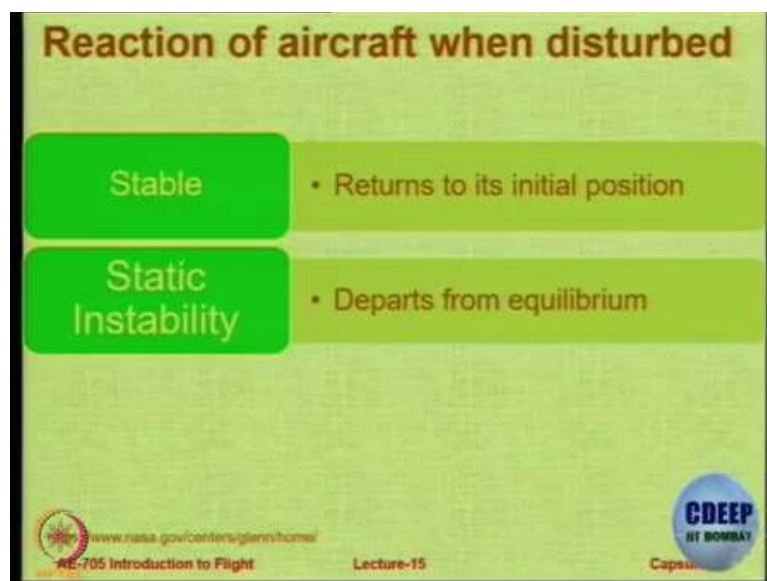 Reaction of aircraft when disturbed
Stable
• Returns to its initial position
Static
Instability
• Departs from equilibrium
www.nasa.gov/centers/glenn/home/
AE-705 Introduction to Flight
Lecture-15
CDEEP
IIT BOMBAY